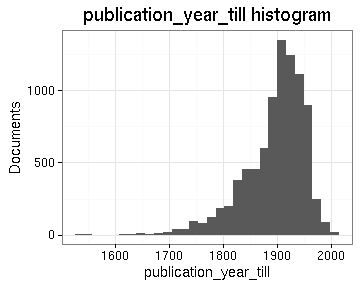 publication_year_till histogram
1000
500
0
Documents
1600 1700 1800 1900 2000
publication_year_till